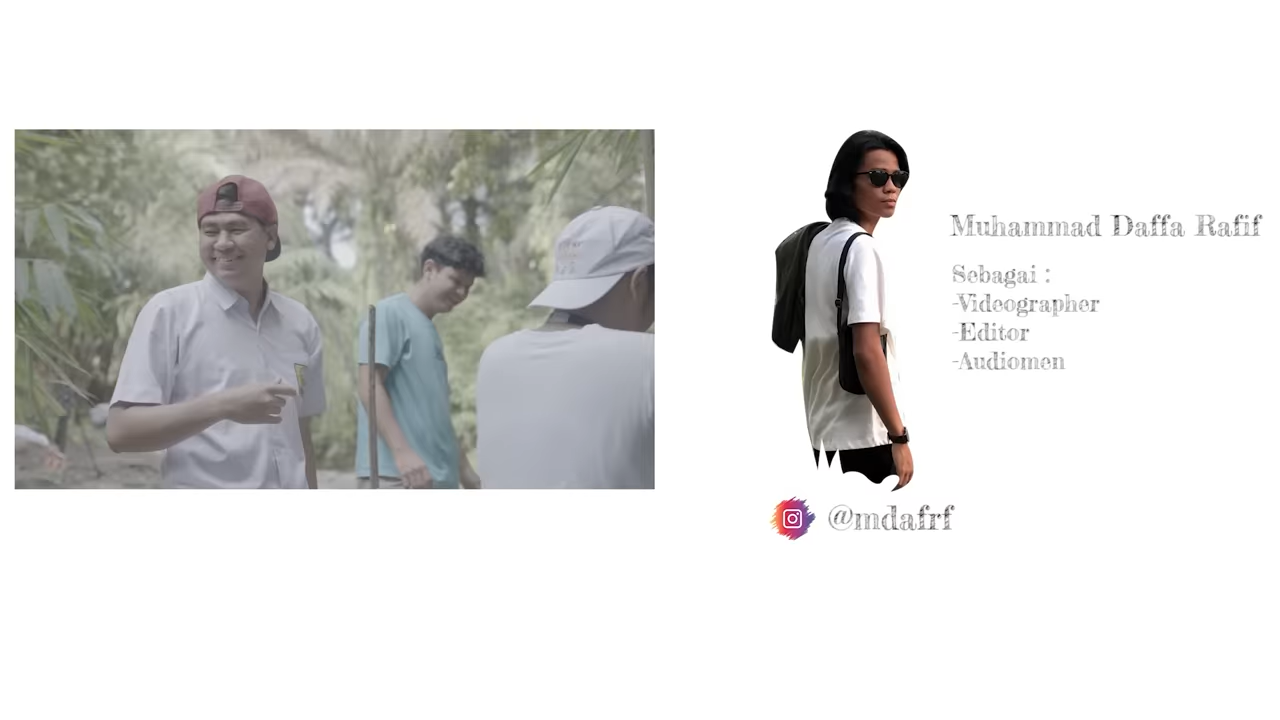 Muhammad Daffa Rafif
Sebagai :
-Videographer
-Editor
-Audiomen
@mdafrf